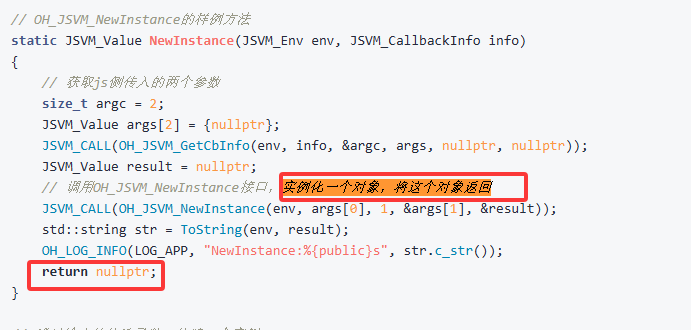 // OH_JSVM_NewInstance的样例方法
static JSVM_Value NewInstance(JSVM_Env env, JSVM_CallbackInfo info)
{
    // 获取js侧传入的两个参数
    size_t argc = 2;
    JSVM_Value args[2] = {nullptr};
    JSVM_CALL(OH_JSVM_GetCbInfo(env, info, &argc, args, nullptr, nullptr));
    JSVM_Value result = nullptr;
    // 调用OH_JSVM_NewInstance接口，实例化一个对象，将这个对象返回
    JSVM_CALL(OH_JSVM_NewInstance(env, args[0], 1, &args[1], &result));
    std::string str = ToString(env, result);
    OH_LOG_INFO(LOG_APP, "NewInstance:%{public}s", str.c_str());
    return nullptr;
}